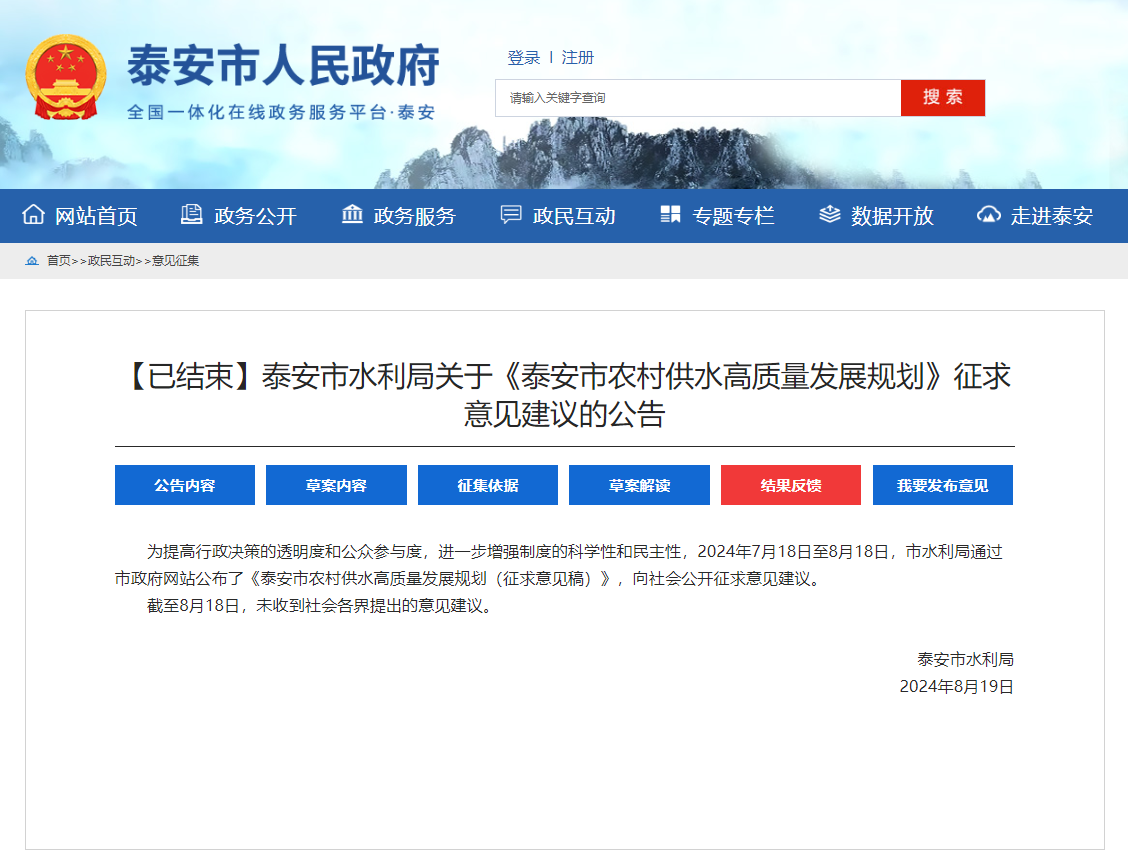 泰安市人民政府
全国一体化在线政务服务平台·泰安
登录 | 注册
请输入关键字查询
搜 索
网站首页 政务公开 政务服务 政民互动 专题专栏 数据开放 走进泰安
首页>>政民互动>>意见征集
【已结束】泰安市水利局关于《泰安市农村供水高质量发展规划》征求
意见建议的公告
公告内容 草案内容 征集依据 草案解读 结果反馈 我要发布意见
为提高行政决策的透明度和公众参与度，进一步增强制度的科学性和民主性，2024年7月18日至8月18日，市水利局通过
市政府网站公布了《泰安市农村供水高质量发展规划（征求意见稿）》，向社会公开征求意见建议。
截至8月18日，未收到社会各界提出的意见建议。
泰安市水利局
2024年8月19日